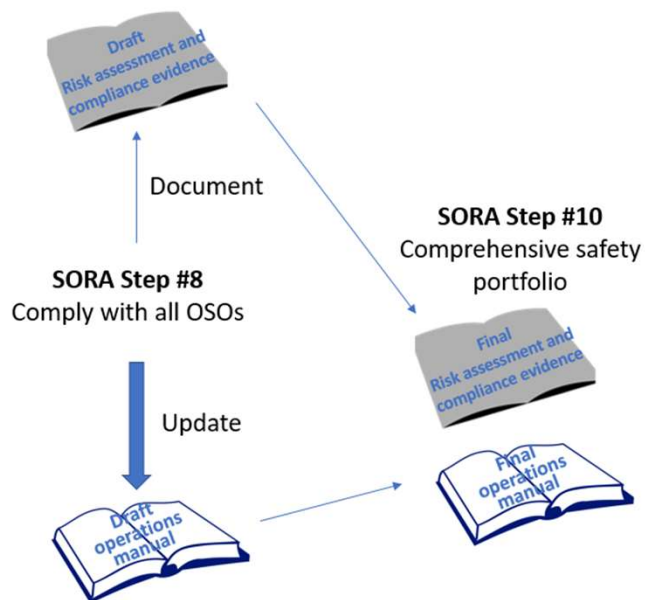 Draft
Risk assessment and
compliance evidence
Document
SORA Step #8
Comply with all OSOs
Update
Draft
operations
manual
SORA Step #10
Comprehensive safety
portfolio
Final
Risk assessment and
compliance evidence
Final
operations
manual